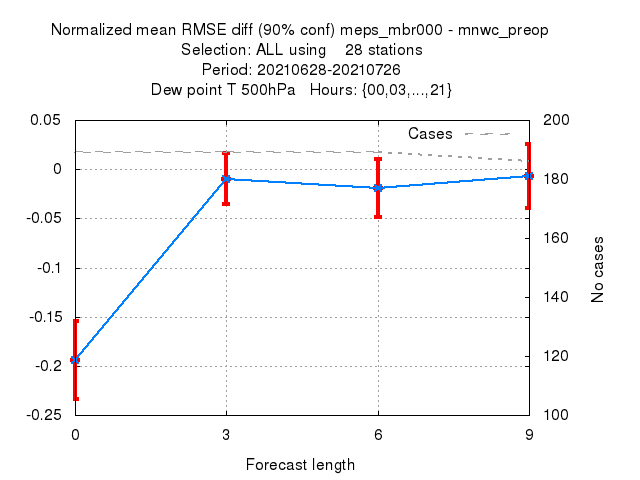 Normalized mean RMSE diff (90% conf) meps_mbr000 - mnwc_preop
Selection: ALL using    28 stations
Period: 20210628-20210726
Dew point T 500hPa   Hours: {00,03,...,21}
Cases
0.05
0
-0.05
-0.1
-0.15
-0.2
-0.25
200
180
160
140
120
100
No cases
0
3
6
9
Forecast length